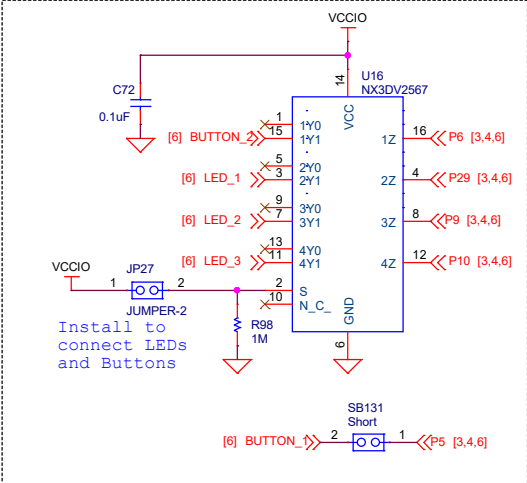 VCCIO
C72
0.1uF
U16
NX3DV2567
14
VCC
1
1Y0
[6] BUTTON_2
15
1Y1
1Z
16
P6 [3,4,6]
5
2Y0
[6] LED_1
3
2Y1
2Z
4
P29 [3,4,6]
9
3Y0
[6] LED_2
7
3Y1
3Z
8
P9 [3,4,6]
13
4Y0
[6] LED_3
11
4Y1
4Z
12
P10 [3,4,6]
VCCIO
JP27
1
2
2
S
JUMPER-2
10
N_C_
GND
6
Install to
connect LEDs
and Buttons
R98
1M
SB131
Short
[6] BUTTON_1
2
1
P5 [3,4,6]